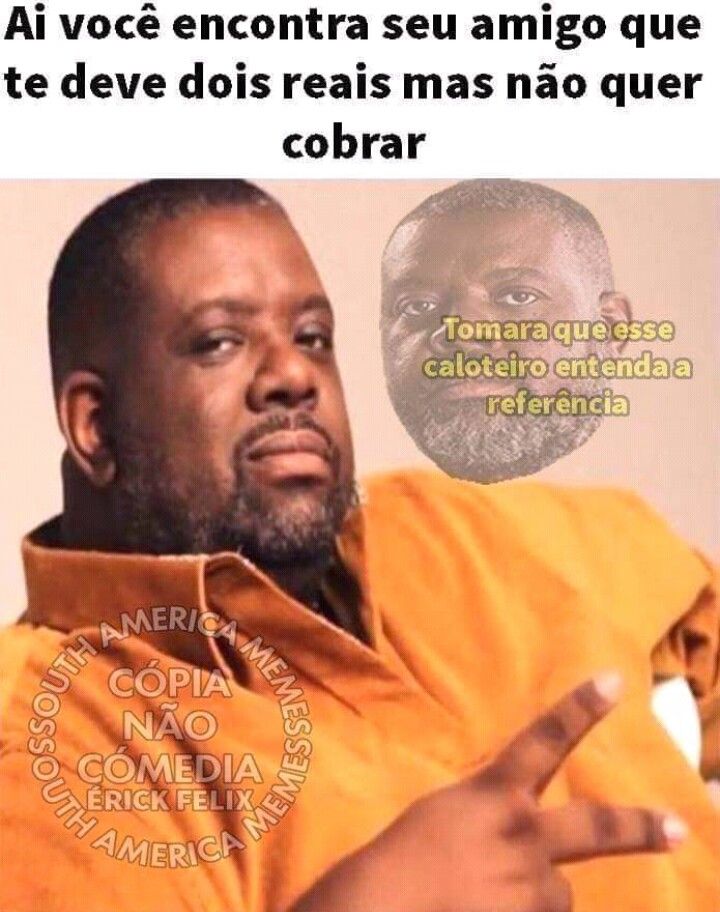 Ai você encontra seu amigo que
te deve dois reais mas não quer
cobrar
Tomara que esse
caloteiro entenda a
referência
SOUTH AMERICA MEMES
CÓPIA
NÃO
CÓMEDIA
ÉRICK FELIX
SOUTH AMERICA MEMES